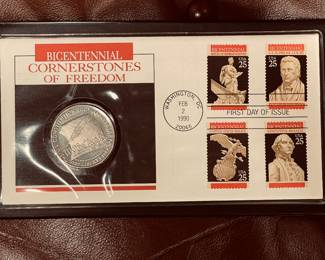 BICENTENNIAL
CORNERSTONES
OF FREEDOM
WASHINGTON, DC
FEB
2
1990
20066
FIRST DAY OF ISSUE
BICENTENNIAL
USA
25
BICENTENNIAL
USA
25
BICENTENNIAL
USA
25
BICENTENNIAL
USA
25